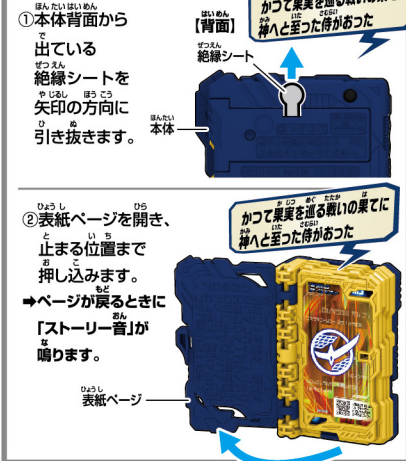 ①本体背面から
出ている
絶縁シートを
矢印の方向に
引き抜きます。
【背面】
絶縁シート
本体
かつて果実を巡る戦いの果てに
神へと至った侍がおった
②表紙ページを開き、
止まる位置まで
押し込みます。
➡ページが戻るときに
「ストーリー音」が
鳴ります。
表紙ページ
かつて果実を巡る戦いの果てに
神へと至った侍がおった